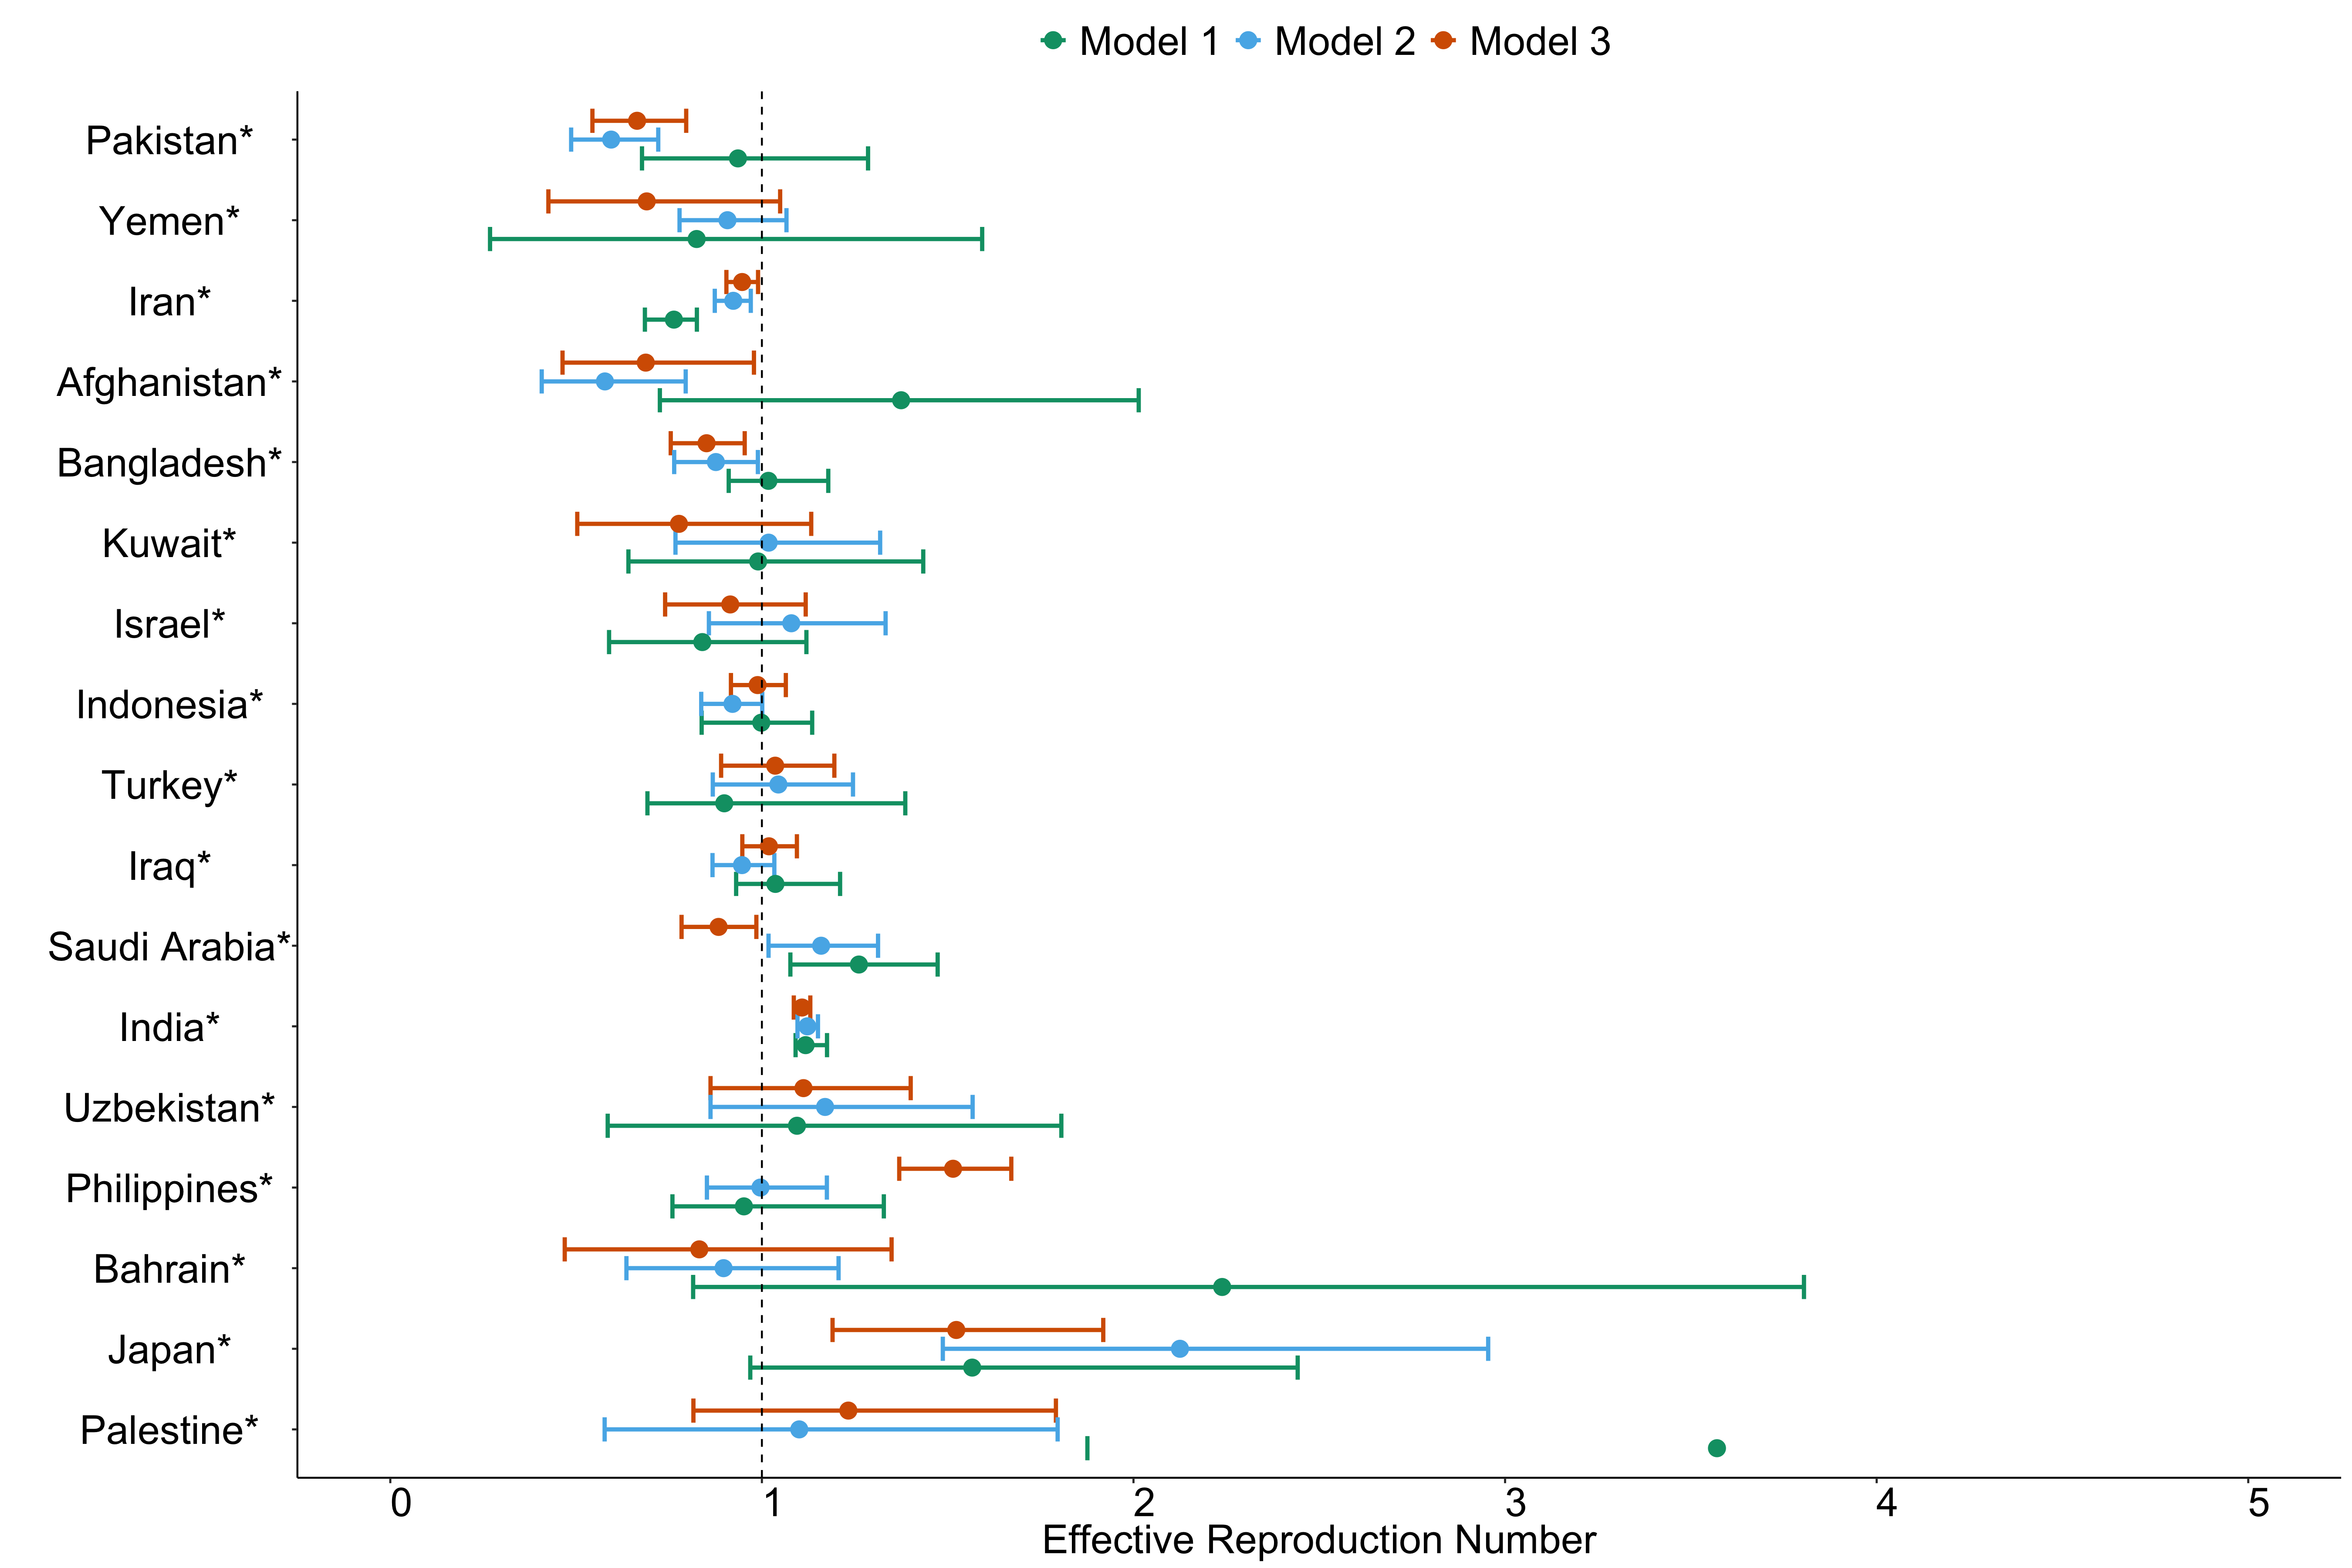 Model 1 Model 2 Model 3
Pakistan*
Yemen*
Iran*
Afghanistan*
Bangladesh*
Kuwait*
Israel*
Indonesia*
Turkey*
Iraq*
Saudi Arabia*
India*
Uzbekistan*
Philippines*
Bahrain*
Japan*
Palestine*
0 1 2 3 4 5
Effective Reproduction Number